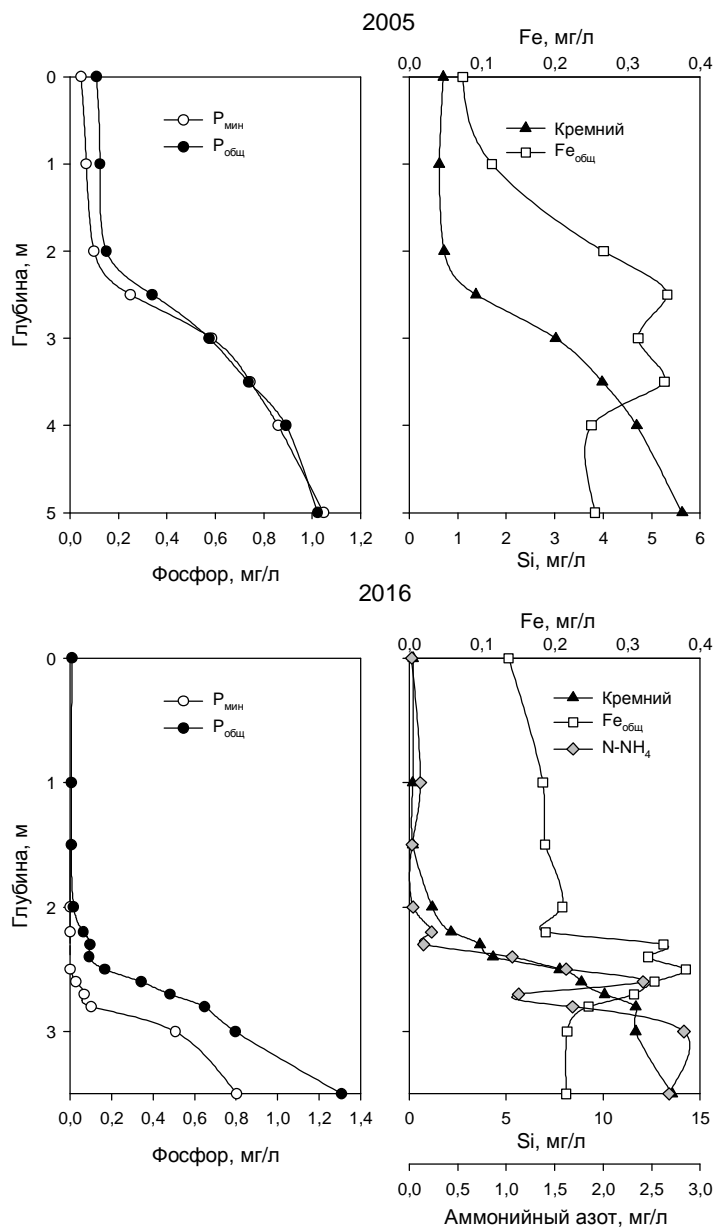 2005
Fe, мг/л
0,0 0,1 0,2 0,3 0,4
0
1
2
3
4
5
Глубина, м
Pмин
Pобщ
Кремний
Feобщ
0,0 0,2 0,4 0,6 0,8 1,0 1,2
Фосфор, мг/л
0 1 2 3 4 5 6
Si, мг/л
2016
Fe, мг/л
0,0 0,1 0,2 0,3 0,4
0
1
2
3
Глубина, м
Pмин
Pобщ
Кремний
Feобщ
N-NH4
0,0 0,2 0,4 0,6 0,8 1,0 1,2 1,4
Фосфор, мг/л
0 5 10 15
Si, мг/л
0,0 0,5 1,0 1,5 2,0 2,5 3,0
Аммонийный азот, мг/л